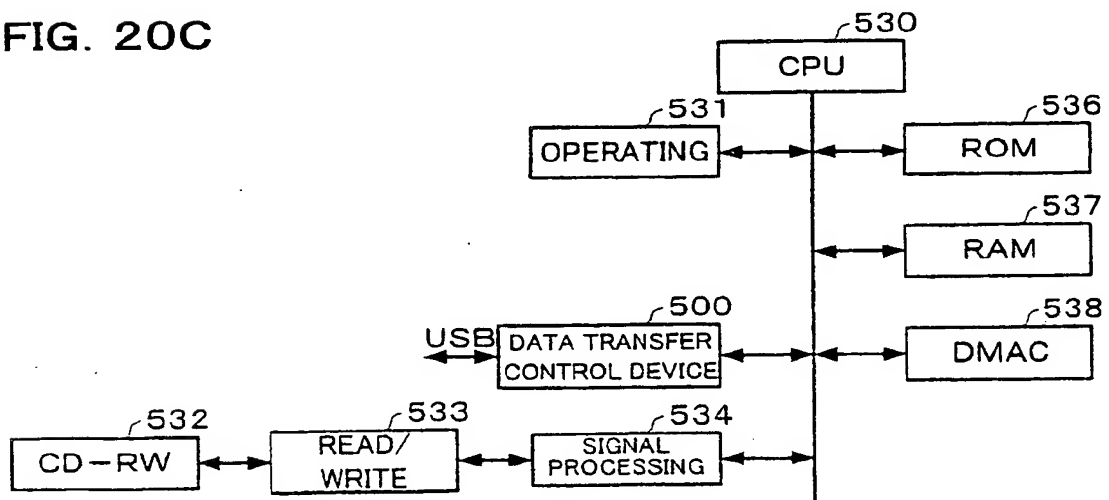 FIG. 20C
530
CPU
531
OPERATING
536
ROM
537
RAM
500
USB
DATA TRANSFER
CONTROL DEVICE
538
DMAC
532
CD-RW
533
READ/
WRITE
534
SIGNAL
PROCESSING